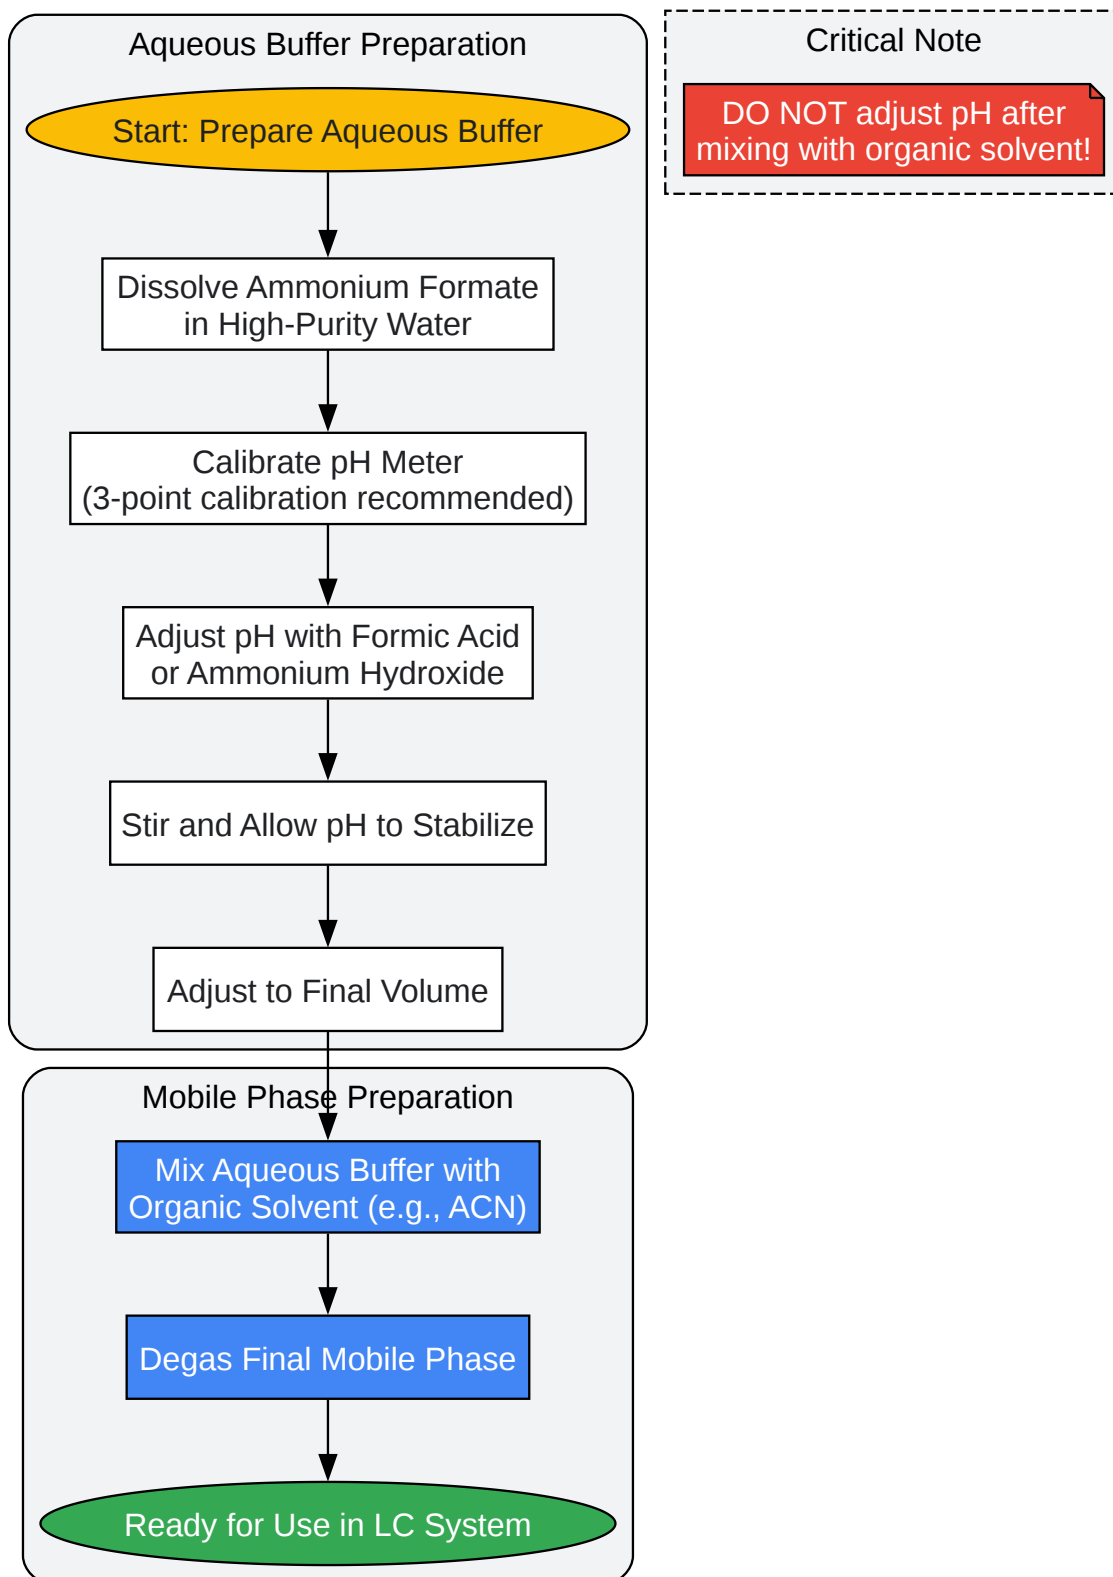 Aqueous Buffer Preparation
Start: Prepare Aqueous Buffer
Dissolve Ammonium Formate
in High-Purity Water
Calibrate pH Meter
(3-point calibration recommended)
Adjust pH with Formic Acid
or Ammonium Hydroxide
Stir and Allow pH to Stabilize
Adjust to Final Volume
Mobile Phase Preparation
Mix Aqueous Buffer with
Organic Solvent (e.g., ACN)
Degas Final Mobile Phase
Ready for Use in LC System
Critical Note
DO NOT adjust pH after
mixing with organic solvent!